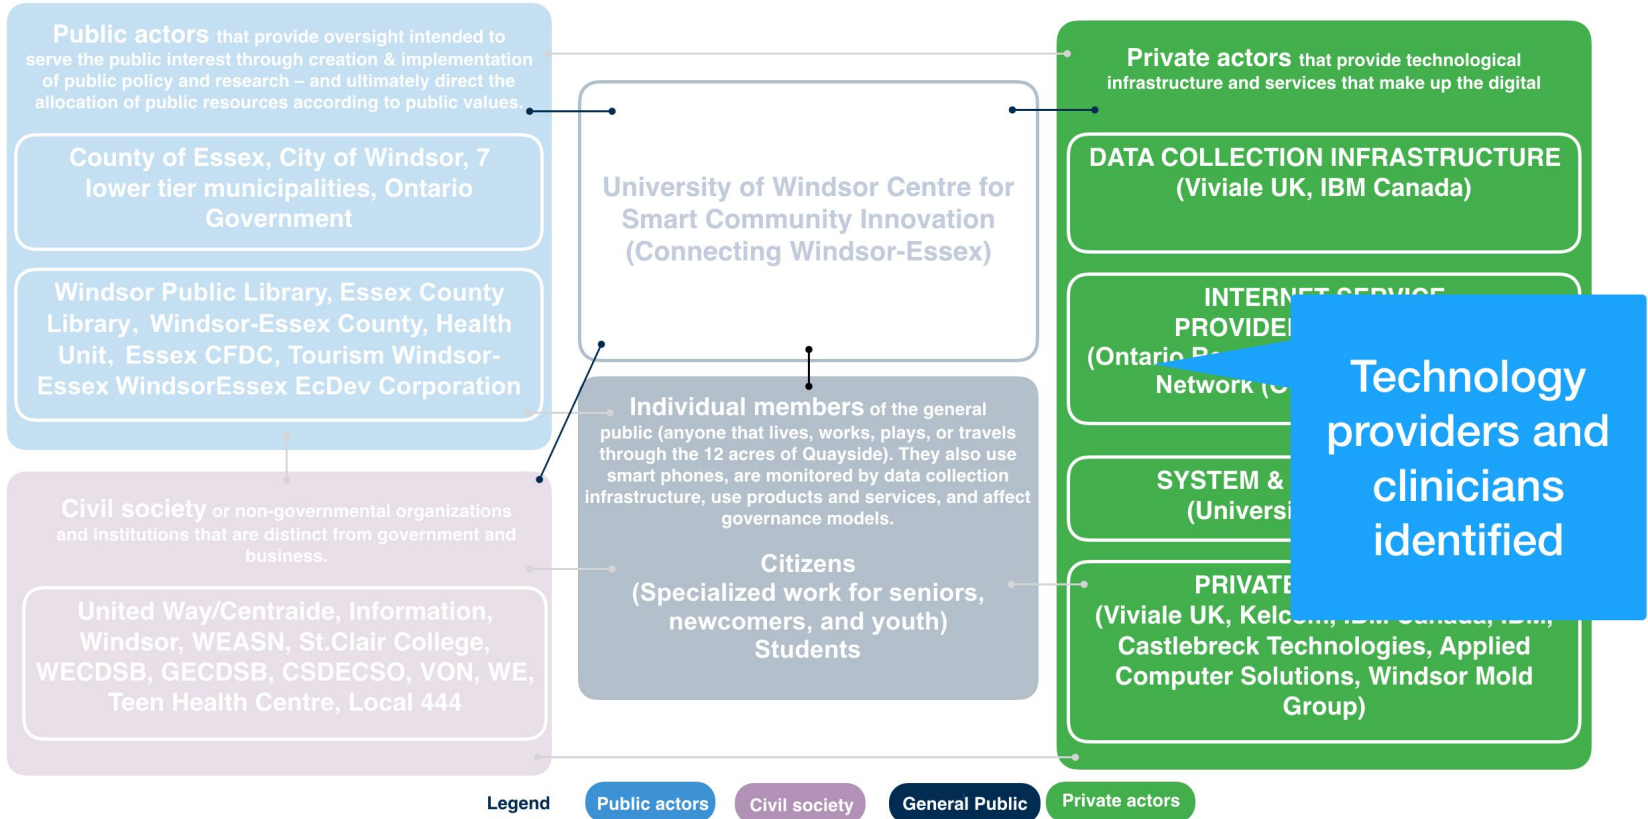 Public actors that provide oversight intended to
serve the public interest through creation & implementation
of public policy and research – and ultimately direct the
allocation of public resources according to public values.
County of Essex, City of Windsor, 7
lower tier municipalities, Ontario
Government
Windsor Public Library, Essex County
Library, Windsor-Essex County, Health
Unit, Essex CFDC, Tourism Windsor-
Essex WindsorEssex EcDev Corporation
Civil society or non-governmental organizations
and institutions that are distinct from government and
business.
United Way/Centraide, Information,
Windsor, WEASN, St.Clair College,
WECDSB, GECDSB, CSDECSO, VON, WE,
Teen Health Centre, Local 444
University of Windsor Centre for
Smart Community Innovation
(Connecting Windsor-Essex)
Individual members of the general
public (anyone that lives, works, plays, or travels
through the 12 acres of Quayside). They also use
smart phones, are monitored by data collection
infrastructure, use products and services, and affect
governance models.
Citizens
(Specialized work for seniors,
newcomers, and youth)
Students
Private actors that provide technological
infrastructure and services that make up the digital
DATA COLLECTION INFRASTRUCTURE
(Viviale UK, IBM Canada)
INTERNET SERVICE
(Ontario
Network
SYSTEM &
PRIVATE
(Viviale UK, Kelcom, IBM Canada, IBM,
Castlebreck Technologies, Applied
Computer Solutions, Windsor Mold
Group)
Technology
providers and
clinicians
identified
Legend
Public actors
Civil society
General Public
Private actors